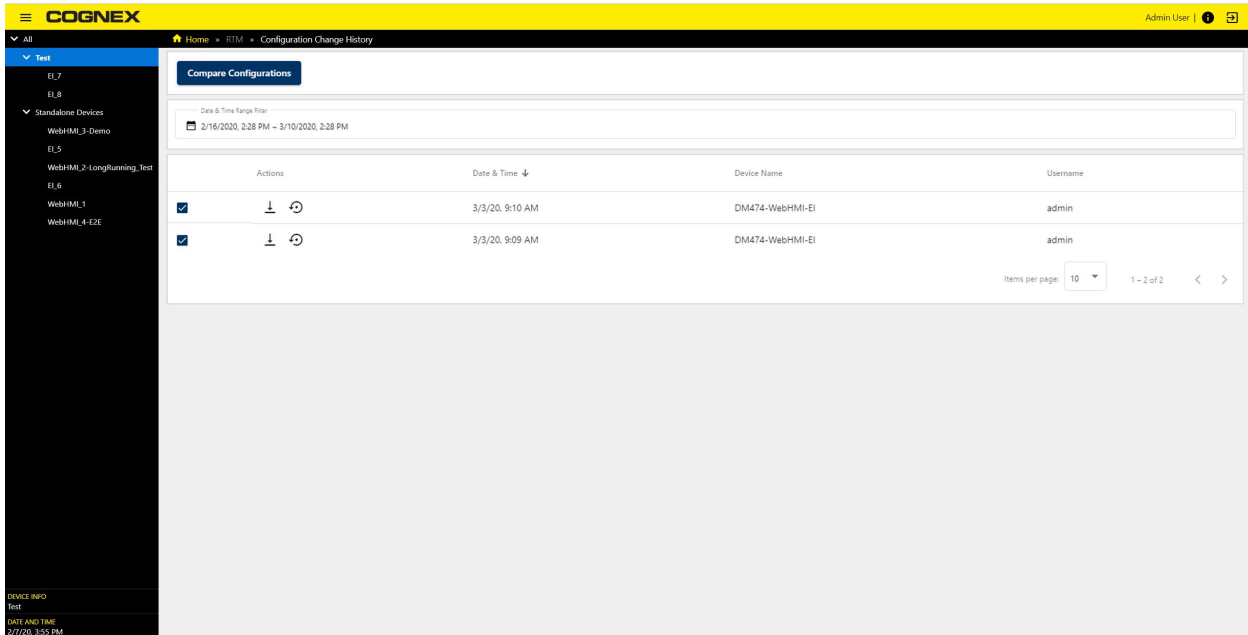 COGNEX
Admin User |
All
Home » RTM » Configuration Change History
Test
EI_7
EI_8
Standalone Devices
WebHMI_3-Demo
EI_5
WebHMI_2-LongRunning_Test
EI_6
WebHMI_1
WebHMI_4-E2E
Compare Configurations
Date & Time Range Filter
2/16/2020, 2:28 PM ~ 3/10/2020, 2:28 PM
Actions Date & Time Device Name Username
3/3/20, 9:10 AM DM474-WebHMI-EI admin
3/3/20, 9:09 AM DM474-WebHMI-EI admin
Items per page: 10 1 – 2 of 2
DEVICE INFO
Test
DATE AND TIME
2/7/20, 3:55 PM